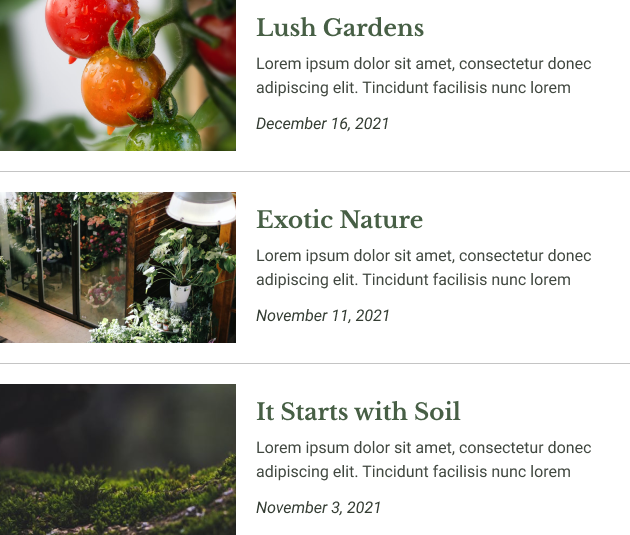 Lush Gardens
Lorem ipsum dolor sit amet, consectetur donec
adipiscing elit. Tincidunt facilisis nunc lorem
December 16, 2021
Exotic Nature
Lorem ipsum dolor sit amet, consectetur donec
adipiscing elit. Tincidunt facilisis nunc lorem
November 11, 2021
It Starts with Soil
Lorem ipsum dolor sit amet, consectetur donec
adipiscing elit. Tincidunt facilisis nunc lorem
November 3, 2021